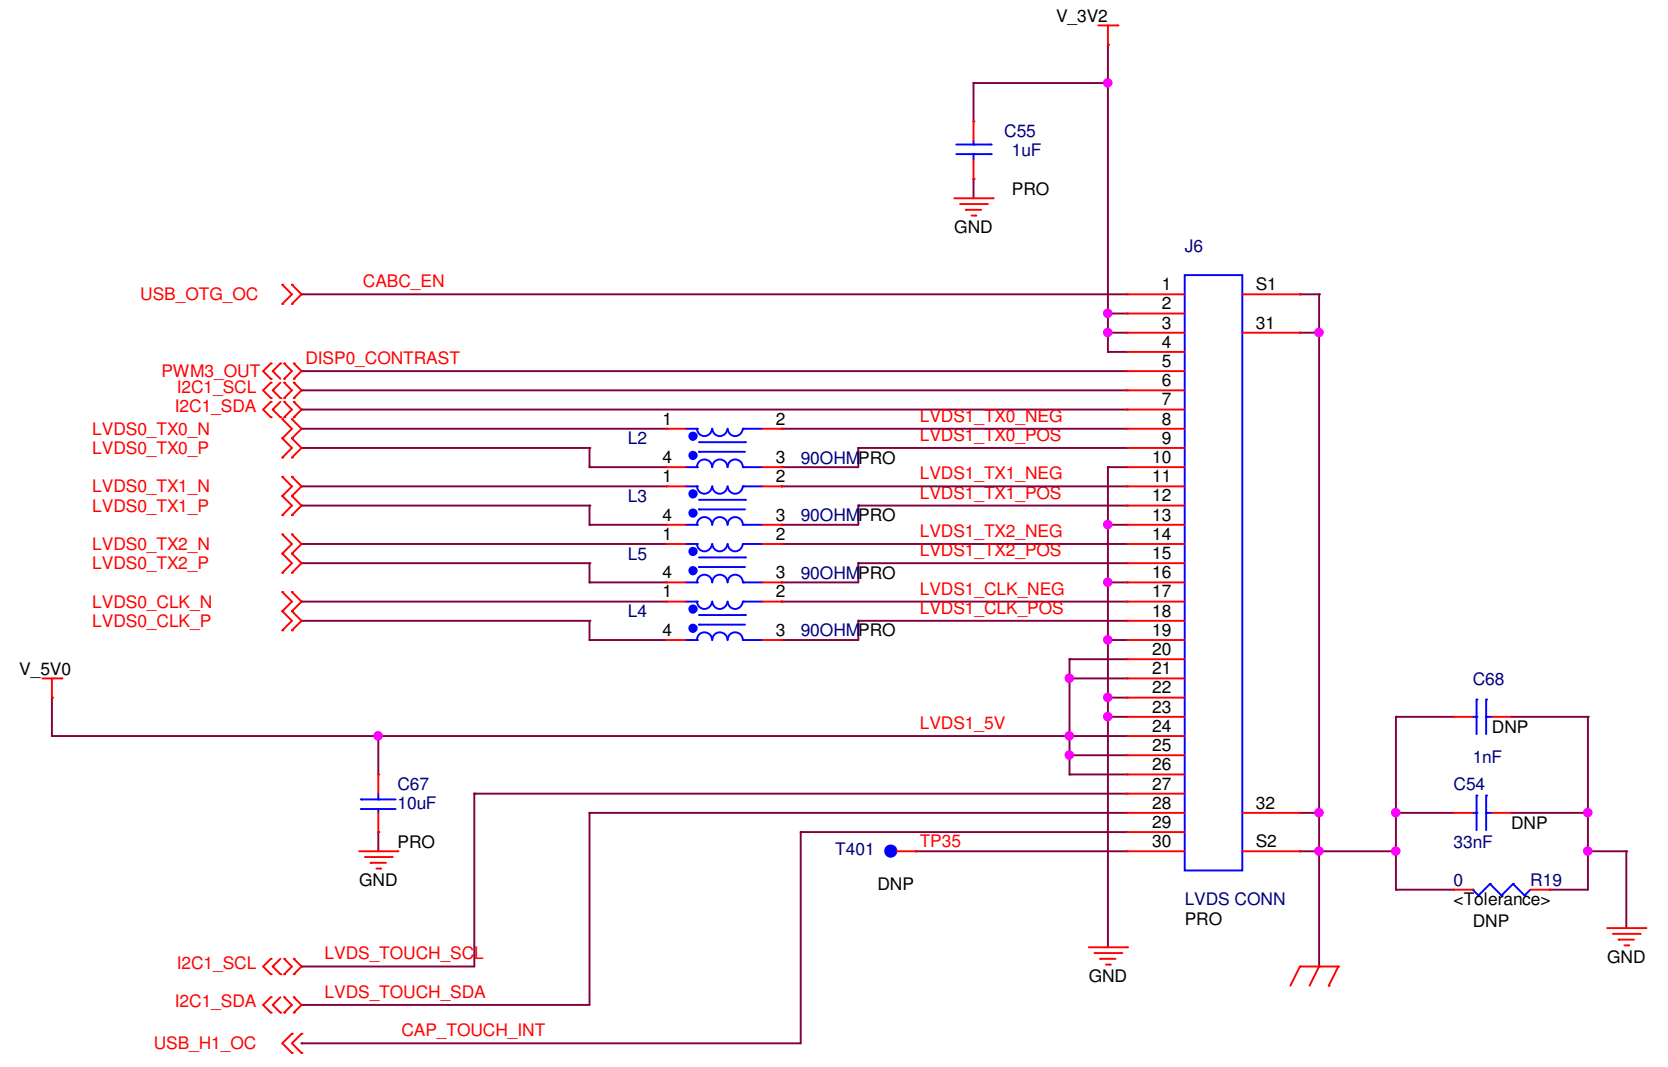 V_3V2
C55
1uF
PRO
GND
J6
USB_OTG_OC
CABC_EN
1
S1
2
3
31
4
DISP0_CONTRAST
PWM3_OUT
5
I2C1_SCL
6
I2C1_SDA
7
LVDS0_TX0_N
1
2
LVDS1_TX0_NEG
8
L2
LVDS0_TX0_P
LVDS1_TX0_POS
9
4
3
90OHM
PRO
10
LVDS0_TX1_N
1
2
LVDS1_TX1_NEG
11
L3
LVDS0_TX1_P
LVDS1_TX1_POS
12
4
3
90OHM
PRO
13
LVDS0_TX2_N
1
2
LVDS1_TX2_NEG
14
L5
LVDS0_TX2_P
LVDS1_TX2_POS
15
4
3
90OHM
PRO
16
LVDS0_CLK_N
1
2
LVDS1_CLK_NEG
17
L4
LVDS0_CLK_P
LVDS1_CLK_POS
18
4
3
90OHM
PRO
19
20
V_5V0
21
22
23
LVDS1_5V
24
25
26
C67
10uF
PRO
GND
27
28
32
29
T401
TP35
30
S2
DNP
LVDS CONN
PRO
C68
DNP
1nF
C54
DNP
33nF
0
R19
<Tolerance>
DNP
GND
GND
I2C1_SCL
LVDS_TOUCH_SCL
I2C1_SDA
LVDS_TOUCH_SDA
USB_H1_OC
CAP_TOUCH_INT